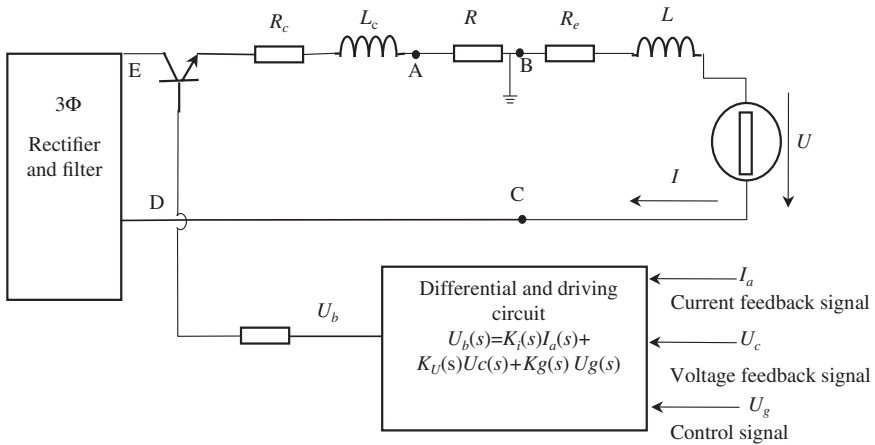 R_c
L_c
R
R_e
L
E
A
B
3Φ
Rectifier
and filter
U
I
D
C
U_b
Differential and driving
circuit
U_b(s)=K_i(s)I_a(s)+
K_U(s)Uc(s)+Kg(s) Ug(s)
I_a
Current feedback signal
U_c
Voltage feedback signal
U_g
Control signal